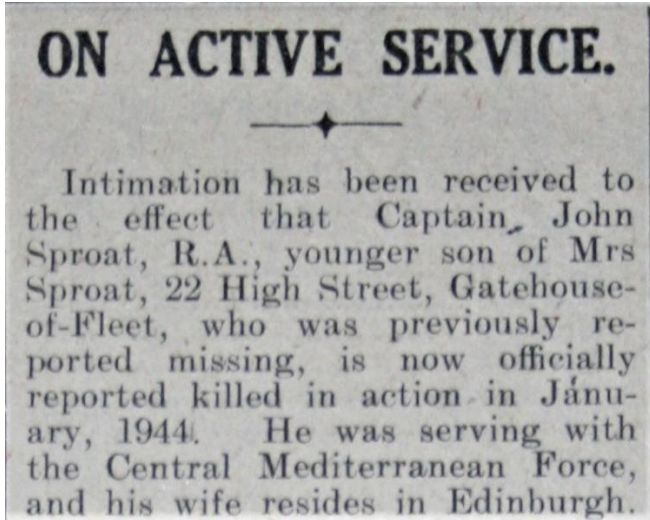 ON ACTIVE SERVICE.
Intimation has been received to
the effect that Captain, John
Sproat, R.A., younger son of Mrs
Sproat, 22 High Street, Gatehouse-
of-Fleet, who was previously re-
ported missing, is now officially
reported killed in action in Janu-
ary, 1944. He was serving with
the Central Mediterranean Force,
and his wife resides in Edinburgh.